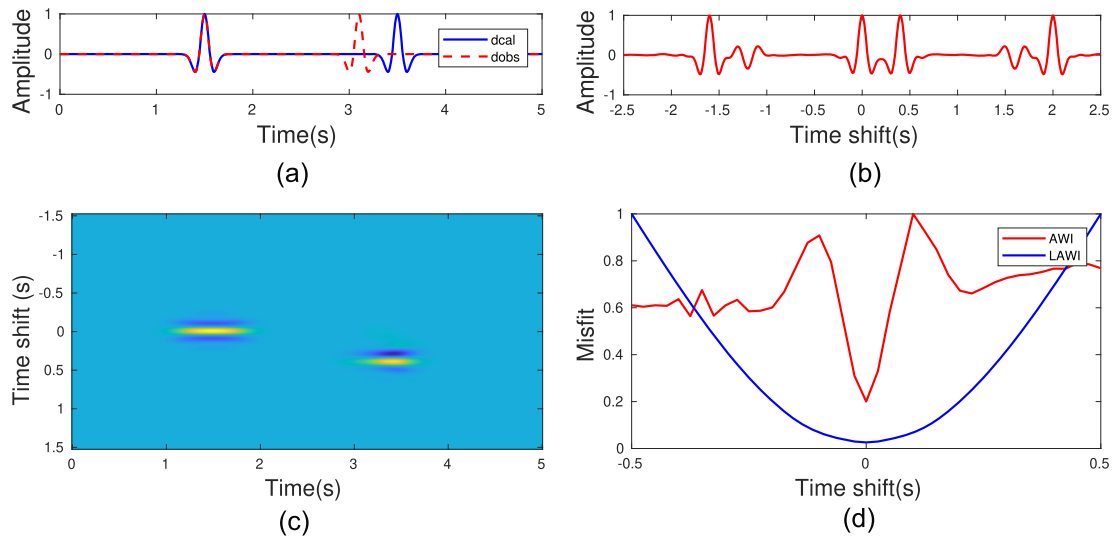 Amplitude
1
0
-1
0
1
2
3
4
5
Time(s)
dcal
dobs
(a)
Amplitude
1
0
1
-2.5
-2
-1.5
-1
-0.5
0
0.5
1
1.5
2
2.5
Time shift(s)
(b)
Time shift (s)
-1.5
-1
-0.5
0
0.5
1
1.5
0
1
2
3
4
5
Time(s)
(c)
Misfit
1
0.8
0.6
0.4
0.2
0
-0.5
0
0.5
Time shift(s)
AWI
LAWI
(d)